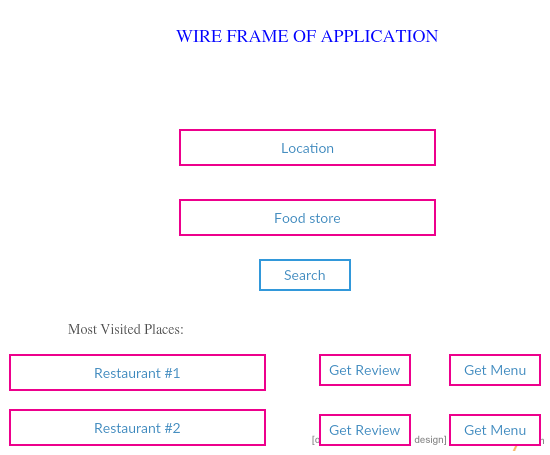 WIRE FRAME OF APPLICATION
Location
Food store
Search
Most Visited Places:
Restaurant #1 Get Review Get Menu
Restaurant #2 Get Review Get Menu
design]